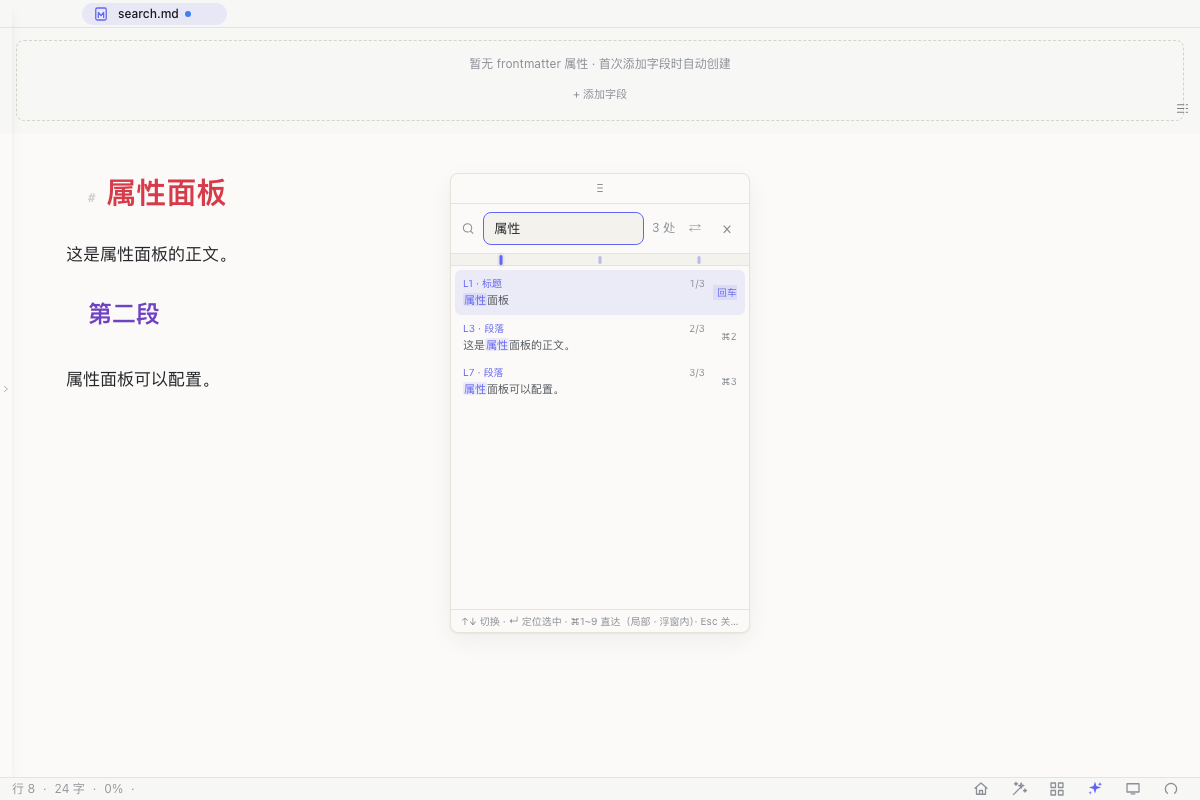 search.md
暂无 frontmatter 属性 · 首次添加字段时自动创建
+ 添加字段
# 属性面板
这是属性面板的正文。
第二段
属性面板可以配置。
属性
3 处
L1 · 标题 1/3
属性面板
回车
L3 · 段落 2/3
这是属性面板的正文。
⌘2
L7 · 段落 3/3
属性面板可以配置。
⌘3
↑↓ 切换 · ↵ 定位选中 · ⌘1~9 直达（局部 · 浮窗内）· Esc 关…
行 8 · 24 字 · 0% ·